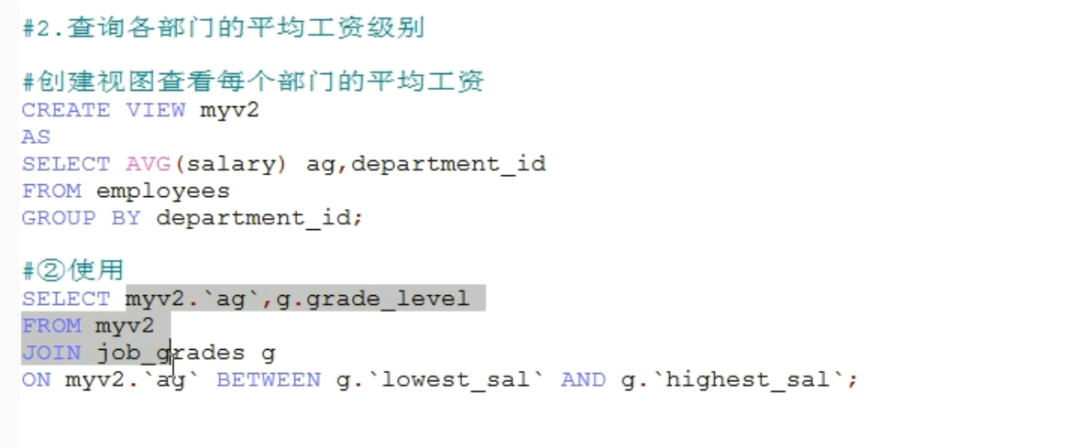 #2.查询各部门的平均工资级别
#创建视图查看每个部门的平均工资
CREATE VIEW myv2
AS
SELECT AVG(salary) ag,department_id
FROM employees
GROUP BY department_id;
#②使用
SELECT myv2.`ag`,g.grade_level
FROM myv2
JOIN job_grades g
ON myv2.`ag` BETWEEN g.`lowest_sal` AND g.`highest_sal`;